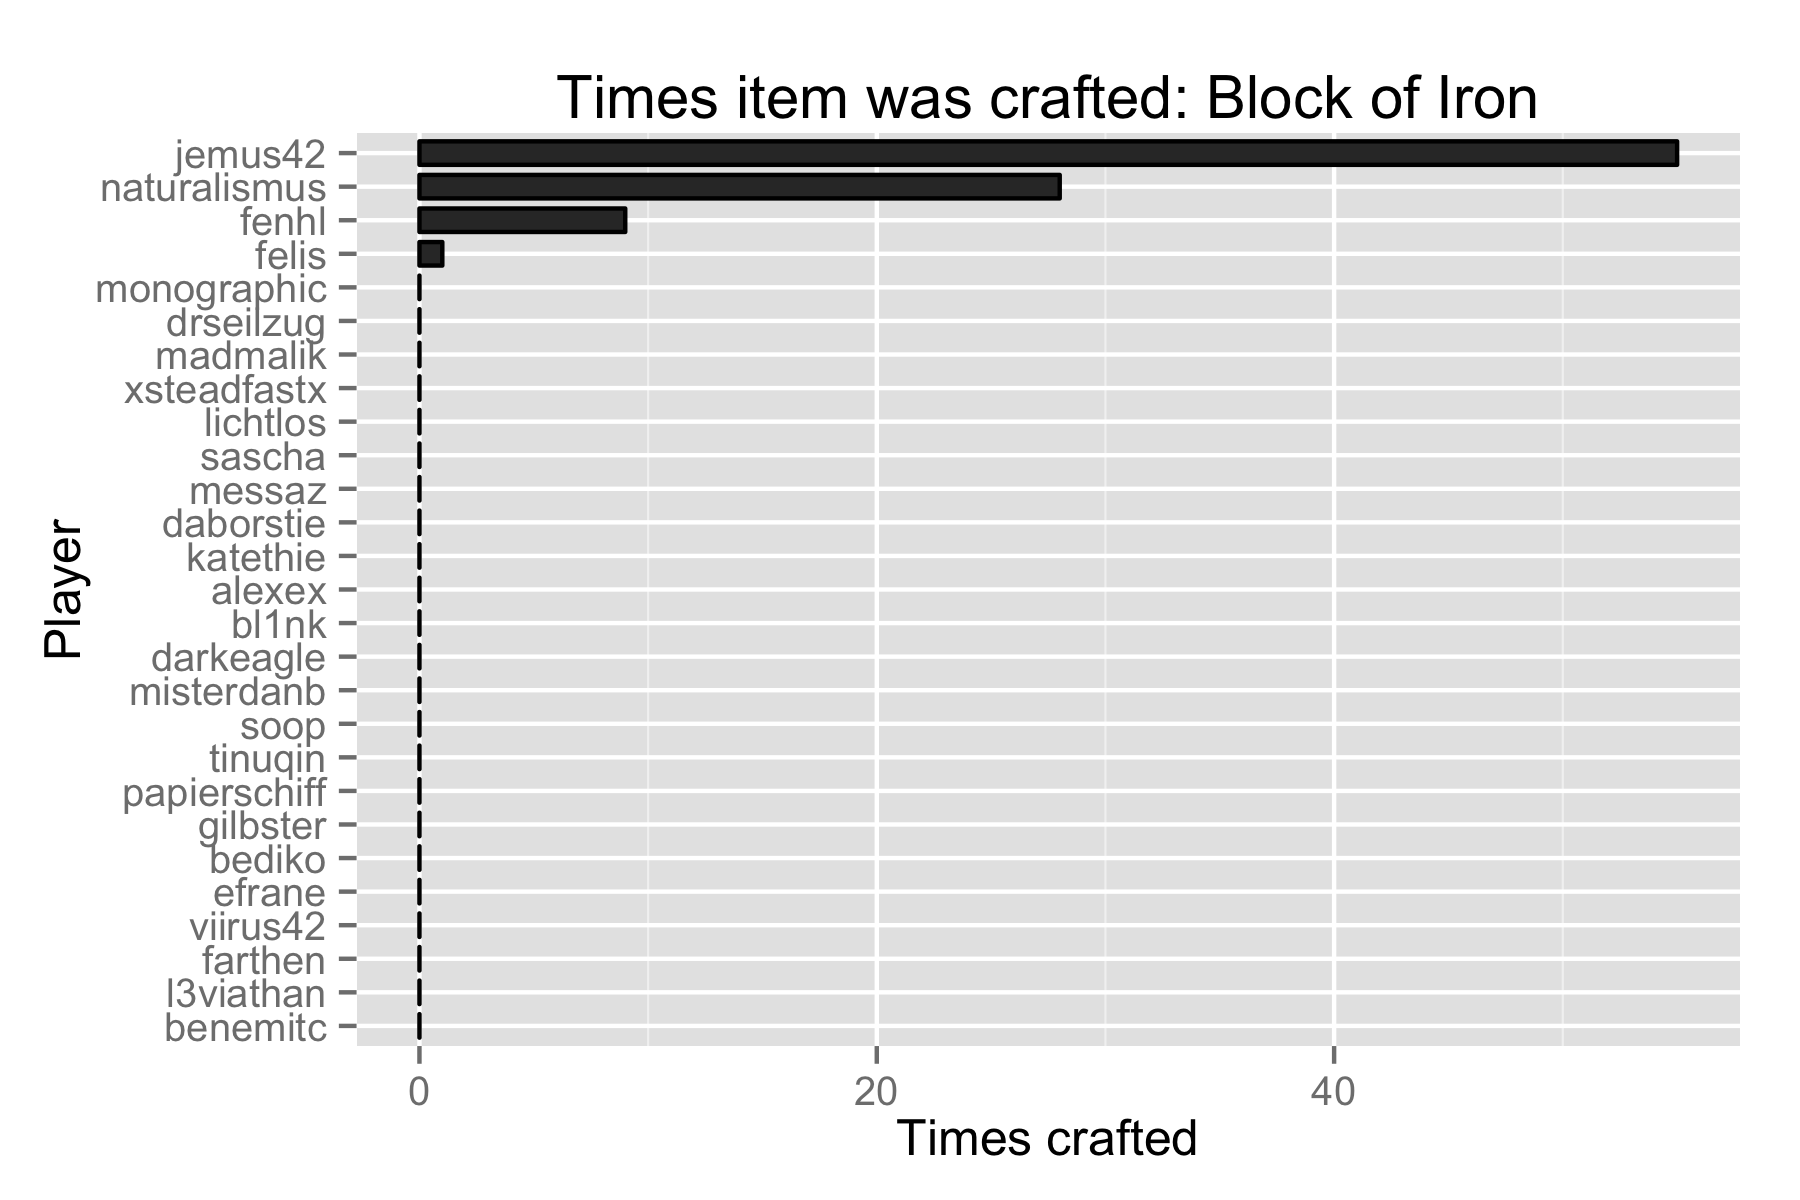 Times item was crafted: Block of Iron
jemus42
naturalismus
fenhl
felis
monographic
drseilzug
madmalik
xsteadfastx
lichtlos
sascha
messaz
daborstie
katethie
alexex
bl1nk
darkeagle
misterdanb
soop
tinuqin
papierschiff
gilbster
bediko
efrane
viirus42
farthen
l3viathan
benemitc
Player
0 20 40
Times crafted